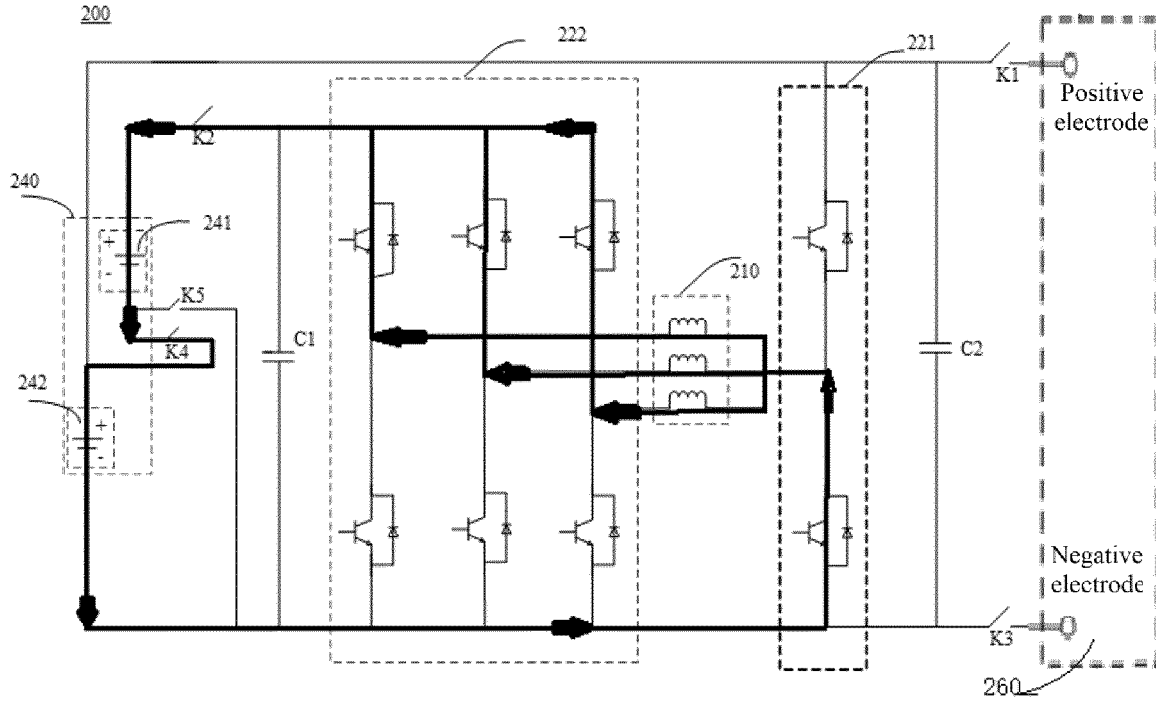 200
222
221
K1
Positive
electrode
K2
240
241
+
-
K5
210
K4
C1
C2
242
+
-
Negative
electrode
K3
260